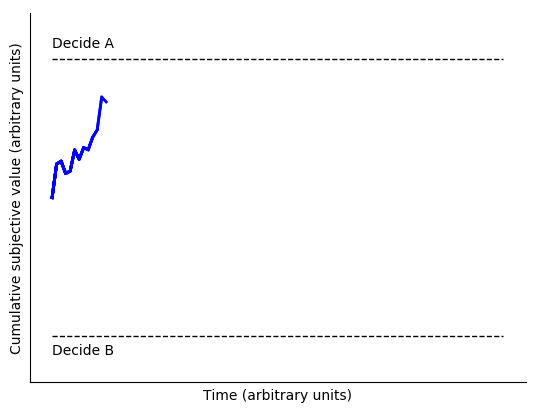 Decide A
Cumulative subjective value (arbitrary units)
Decide B
Time (arbitrary units)